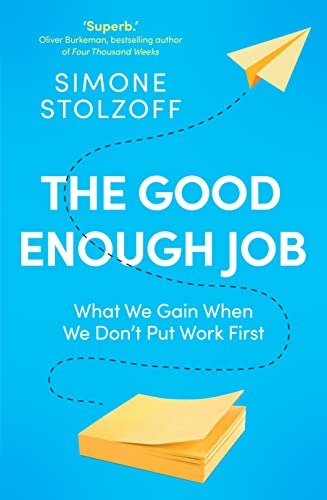 'Superb.'
Oliver Burkeman, bestselling author
of Four Thousand Weeks
SIMONE
STOLZOFF
THE GOOD
ENOUGH JOB
What We Gain When
We Don't Put Work First